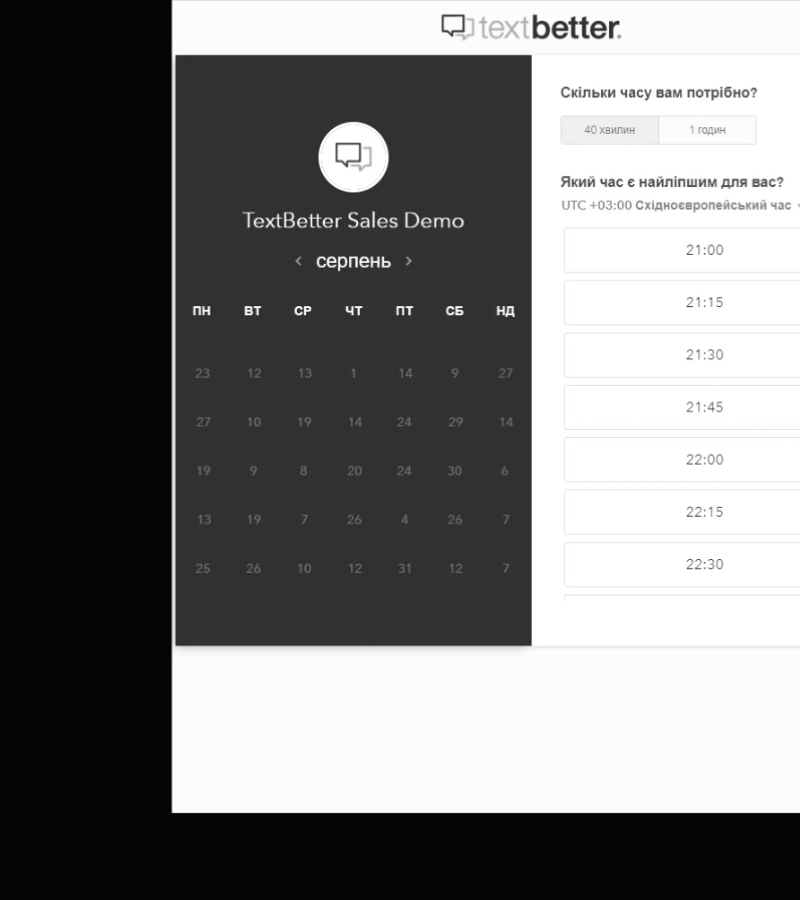 textbetter.
TextBetter Sales Demo
< серпень >
ПН ВТ СР ЧТ ПТ СБ НД
23 12 13 1 14 9 27
27 10 19 14 24 29 14
19 9 8 20 24 30 6
13 19 7 26 4 26 7
25 26 10 12 31 12 7
Скільки часу вам потрібно?
40 хвилин 1 годин
Який час є найліпшим для вас?
UTC +03:00 Східноєвропейський час
21:00
21:15
21:30
21:45
22:00
22:15
22:30